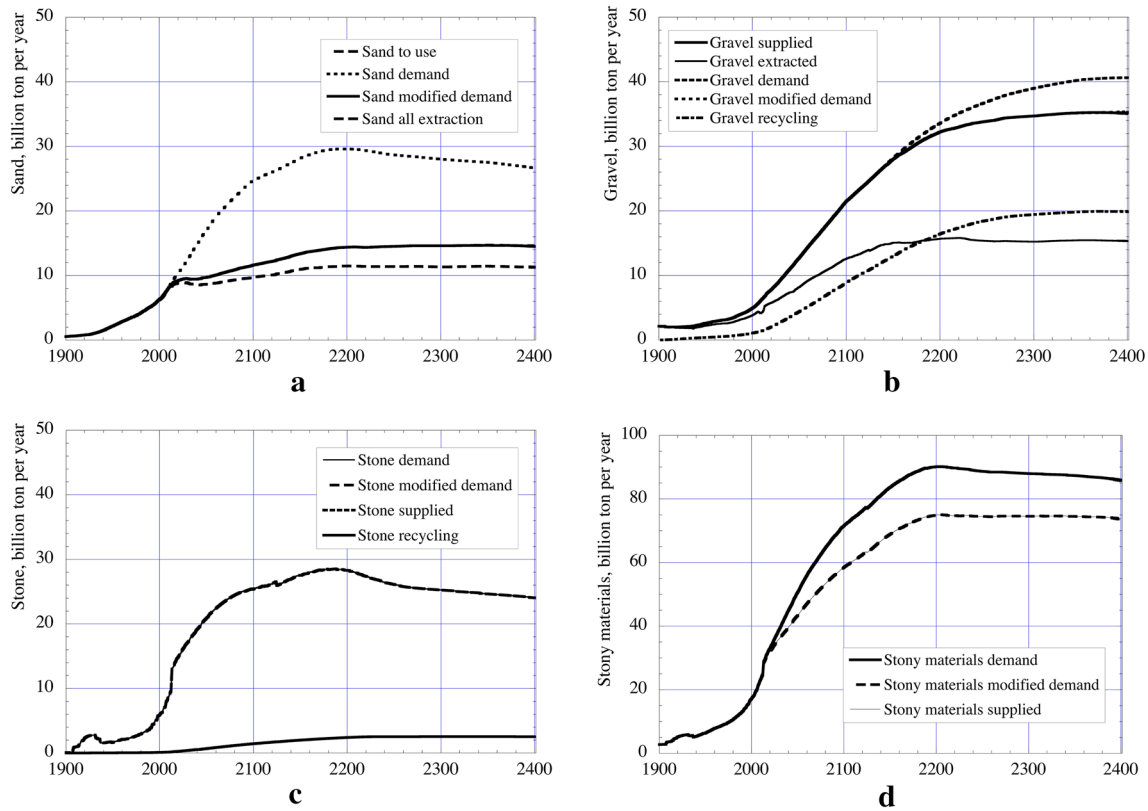 50
40
30
20
10
0
Sand, billion ton per year
Sand to use
Sand demand
Sand modified demand
Sand all extraction
1900 2000 2100 2200 2300 2400
a
50
40
30
20
10
0
Gravel, billion ton per year
Gravel supplied
Gravel extracted
Gravel demand
Gravel modified demand
Gravel recycling
1900 2000 2100 2200 2300 2400
b
50
40
30
20
10
0
Stone, billion ton per year
Stone demand
Stone modified demand
Stone supplied
Stone recycling
1900 2000 2100 2200 2300 2400
c
100
80
60
40
20
0
Stony materials, billion ton per year
Stony materials demand
Stony materials modified demand
Stony materials supplied
1900 2000 2100 2200 2300 2400
d